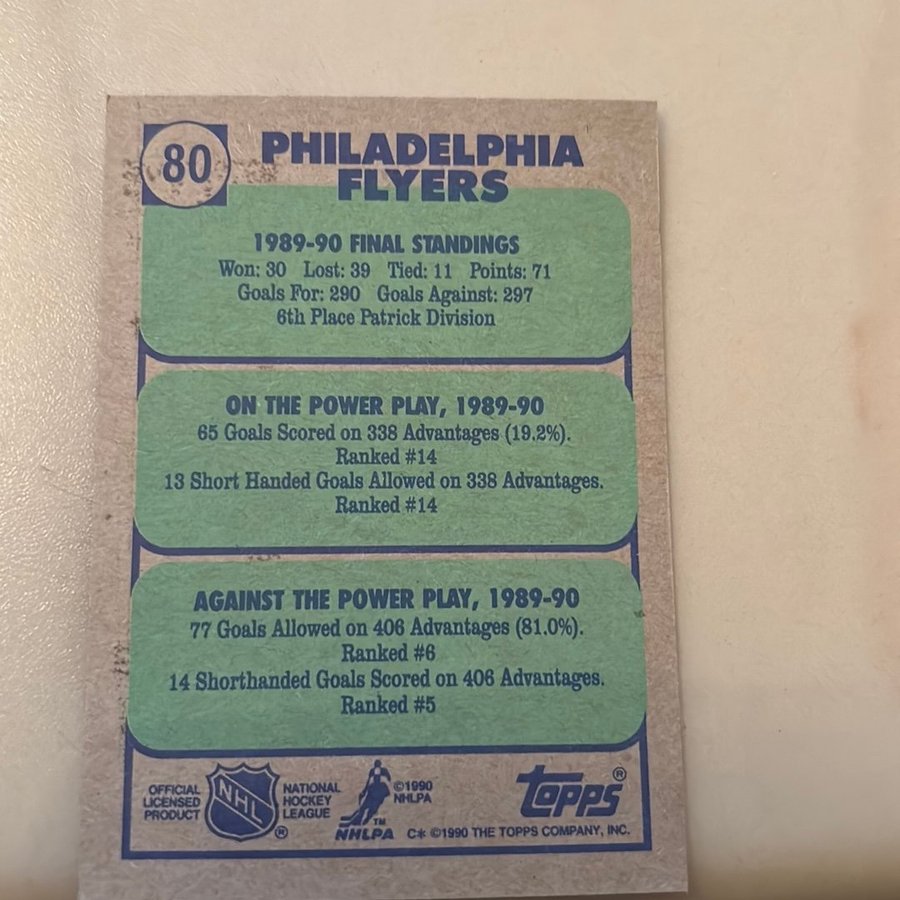 80
PHILADELPHIA
FLYERS
1989-90 FINAL STANDINGS
Won: 30 Lost: 39 Tied: 11 Points: 71
Goals For: 290 Goals Against: 297
6th Place Patrick Division
ON THE POWER PLAY, 1989-90
65 Goals Scored on 338 Advantages (19.2%).
Ranked #14
13 Short Handed Goals Allowed on 338 Advantages.
Ranked #14
AGAINST THE POWER PLAY, 1989-90
77 Goals Allowed on 406 Advantages (81.0%).
Ranked #6
14 Shorthanded Goals Scored on 406 Advantages.
Ranked #5
OFFICIAL
LICENSED
PRODUCT
NHL
®
NATIONAL
HOCKEY
LEAGUE
TM
NHLPA
©1990
NHLPA
topps®
C* ©1990 THE TOPPS COMPANY, INC.